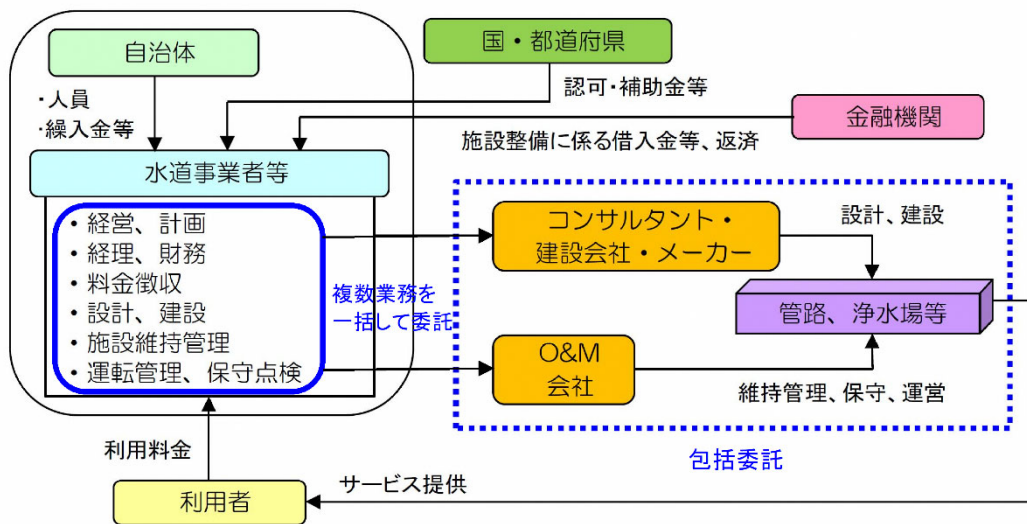 自治体
国・都道府県
・人員
・繰入金等
認可・補助金等
金融機関
施設整備に係る借入金等、返済
水道事業者等
• 経営、計画
• 経理、財務
• 料金徴収
• 設計、建設
• 施設維持管理
• 運転管理、保守点検
複数業務を
一括して委託
コンサルタント・
建設会社・メーカー
設計、建設
管路、浄水場等
O&M
会社
維持管理、保守、運営
包括委託
利用料金
利用者
サービス提供